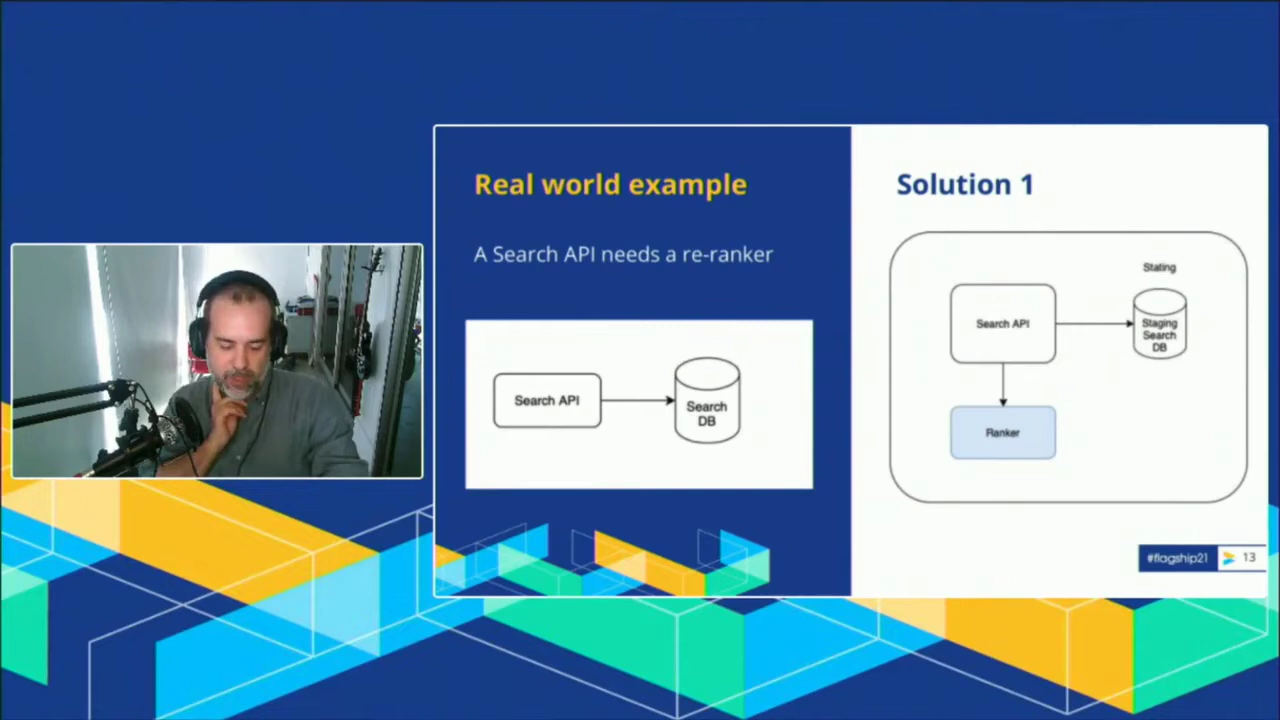 Real world example
A Search API needs a re-ranker
Search API
Search
DB
Solution 1
Stating
Search API
Staging
Search
DB
Ranker
#flagship21
13